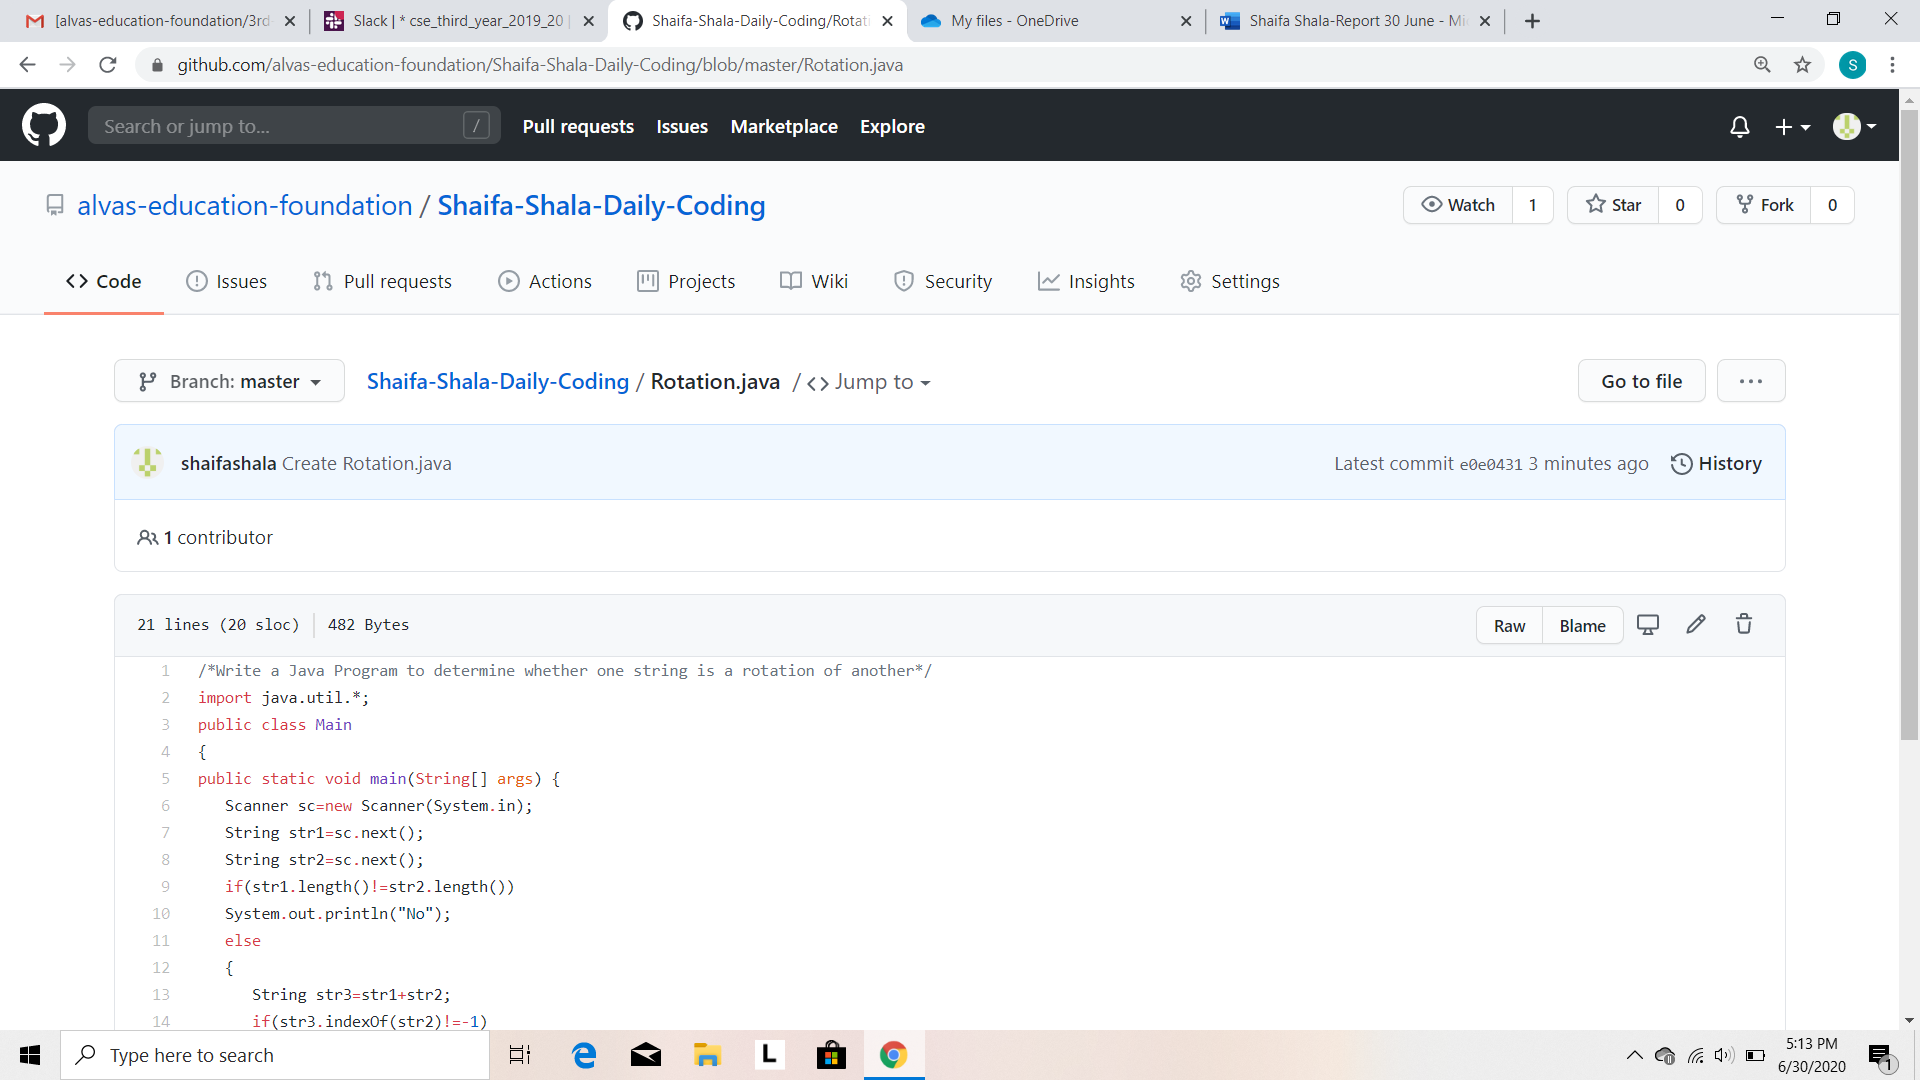 [alvas-education-foundation/3rd
Slack | * cse_third_year_2019_20 |
Shaifa-Shala-Daily-Coding/Rotati
My files - OneDrive
Shaifa Shala-Report 30 June - Mi
github.com/alvas-education-foundation/Shaifa-Shala-Daily-Coding/blob/master/Rotation.java
S
Search or jump to...
/
Pull requests
Issues
Marketplace
Explore
alvas-education-foundation / Shaifa-Shala-Daily-Coding
Watch 1
Star 0
Fork 0
Code
Issues
Pull requests
Actions
Projects
Wiki
Security
Insights
Settings
Branch: master
Shaifa-Shala-Daily-Coding / Rotation.java / <> Jump to
Go to file
...
shaifashala Create Rotation.java
Latest commit e0e0431 3 minutes ago
History
1 contributor
21 lines (20 sloc) | 482 Bytes
Raw
Blame
1 /*Write a Java Program to determine whether one string is a rotation of another*/
2 import java.util.*;
3 public class Main
4 {
5 public static void main(String[] args) {
6 Scanner sc=new Scanner(System.in);
7 String str1=sc.next();
8 String str2=sc.next();
9 if(str1.length()!=str2.length())
10 System.out.println("No");
11 else
12 {
13 String str3=str1+str2;
14 if(str3.indexOf(str2)!=-1)
Type here to search
L
5:13 PM
6/30/2020
1